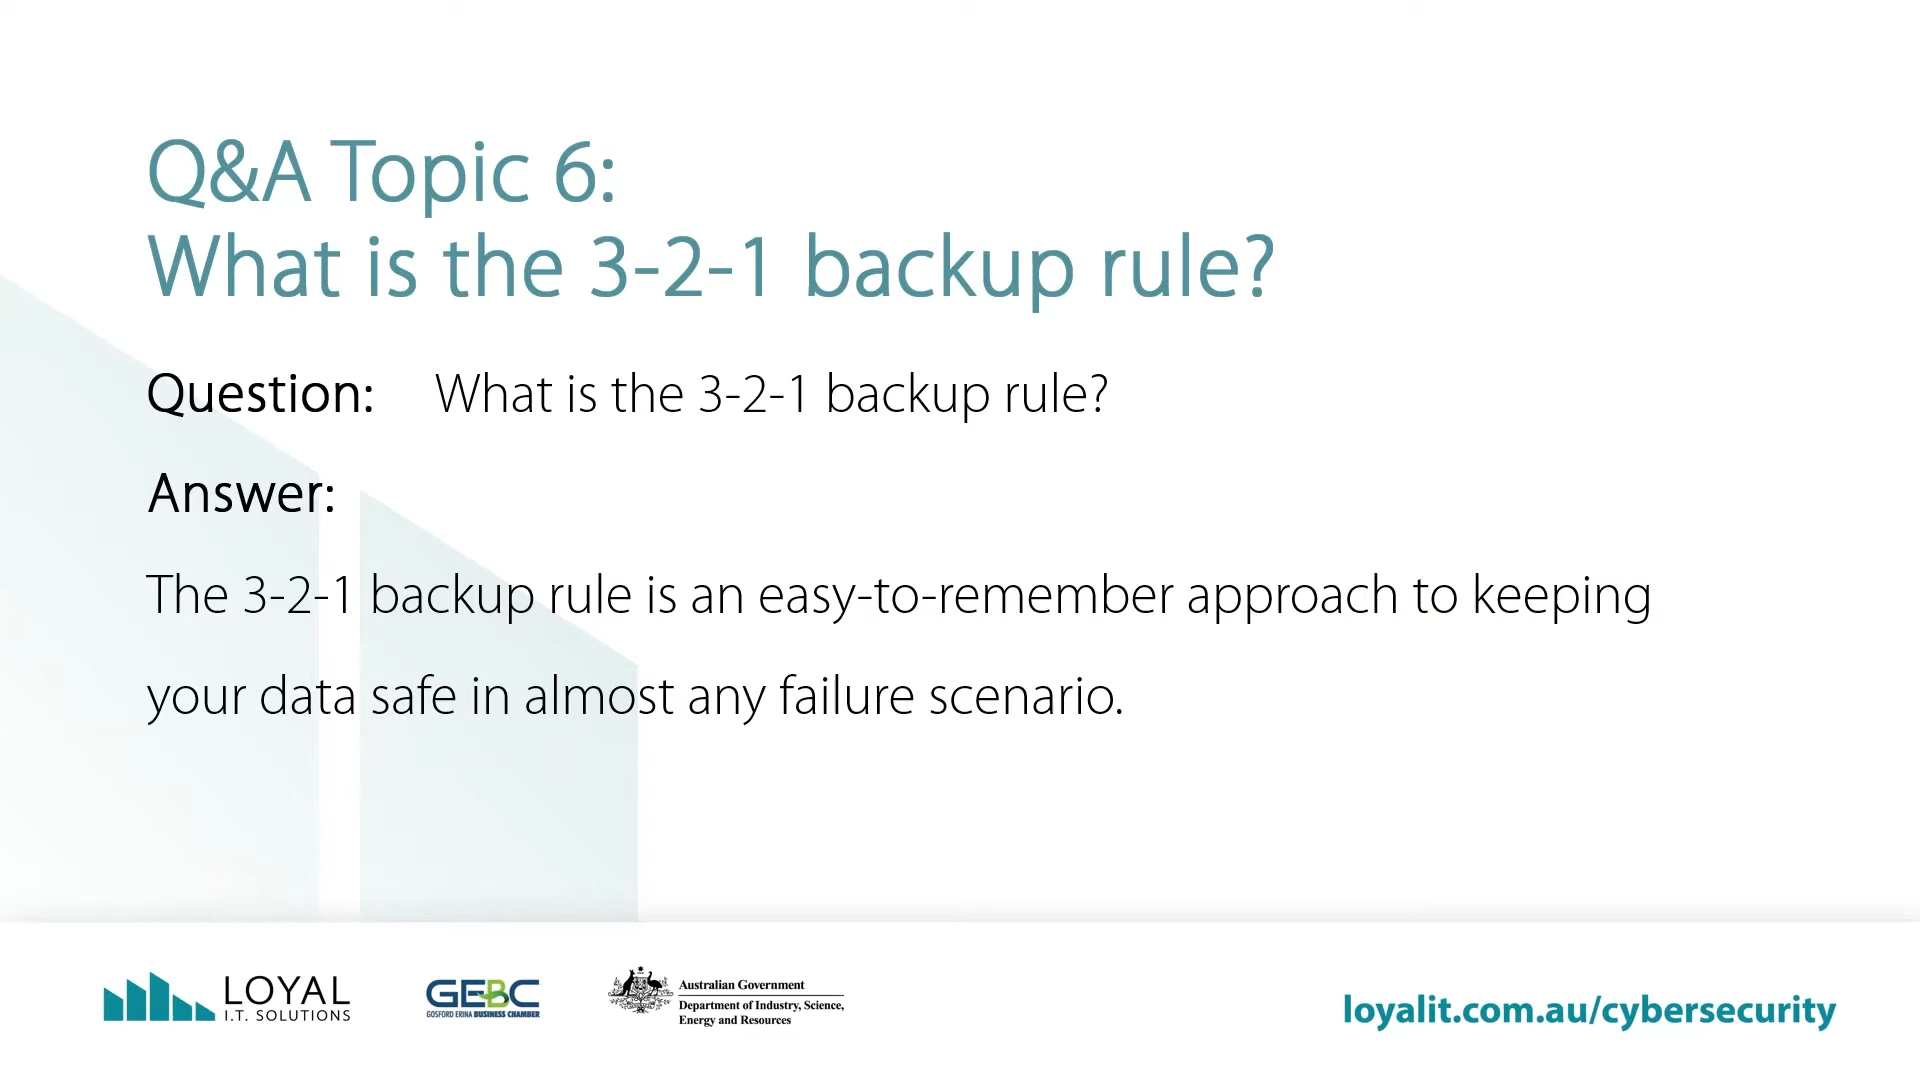 Q&A Topic 6:
What is the 3-2-1 backup rule?
Question: What is the 3-2-1 backup rule?
Answer:
The 3-2-1 backup rule is an easy-to-remember approach to keeping
your data safe in almost any failure scenario.
LOYAL
I.T. SOLUTIONS
GEBC
GOSFORD ERINA BUSINESS CHAMBER
Australian Government
Department of Industry, Science,
Energy and Resources
loyalit.com.au/cybersecurity